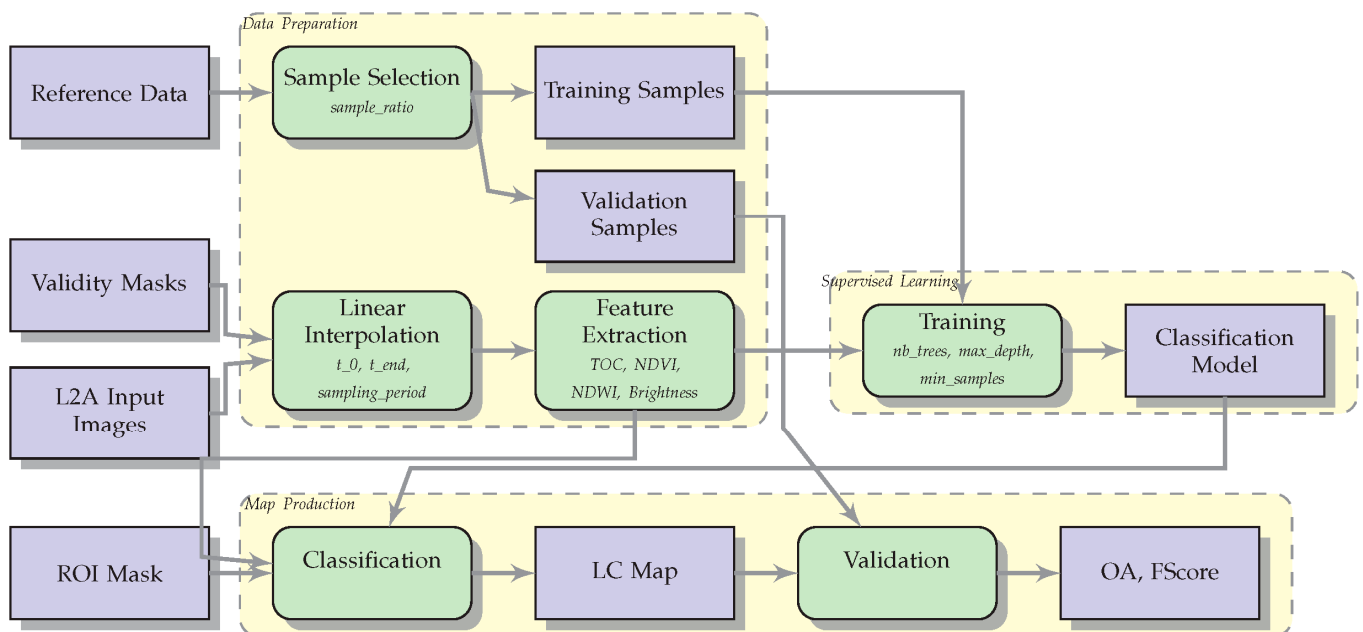 Data Preparation
Reference Data
Sample Selection
sample_ratio
Training Samples
Validation
Samples
Validity Masks
Linear
Interpolation
t_0, t_end,
sampling_period
Feature
Extraction
TOC, NDVI,
NDWI, Brightness
L2A Input
Images
Supervised Learning
Training
nb_trees, max_depth,
min_samples
Classification
Model
Map Production
ROI Mask
Classification
LC Map
Validation
OA, FScore